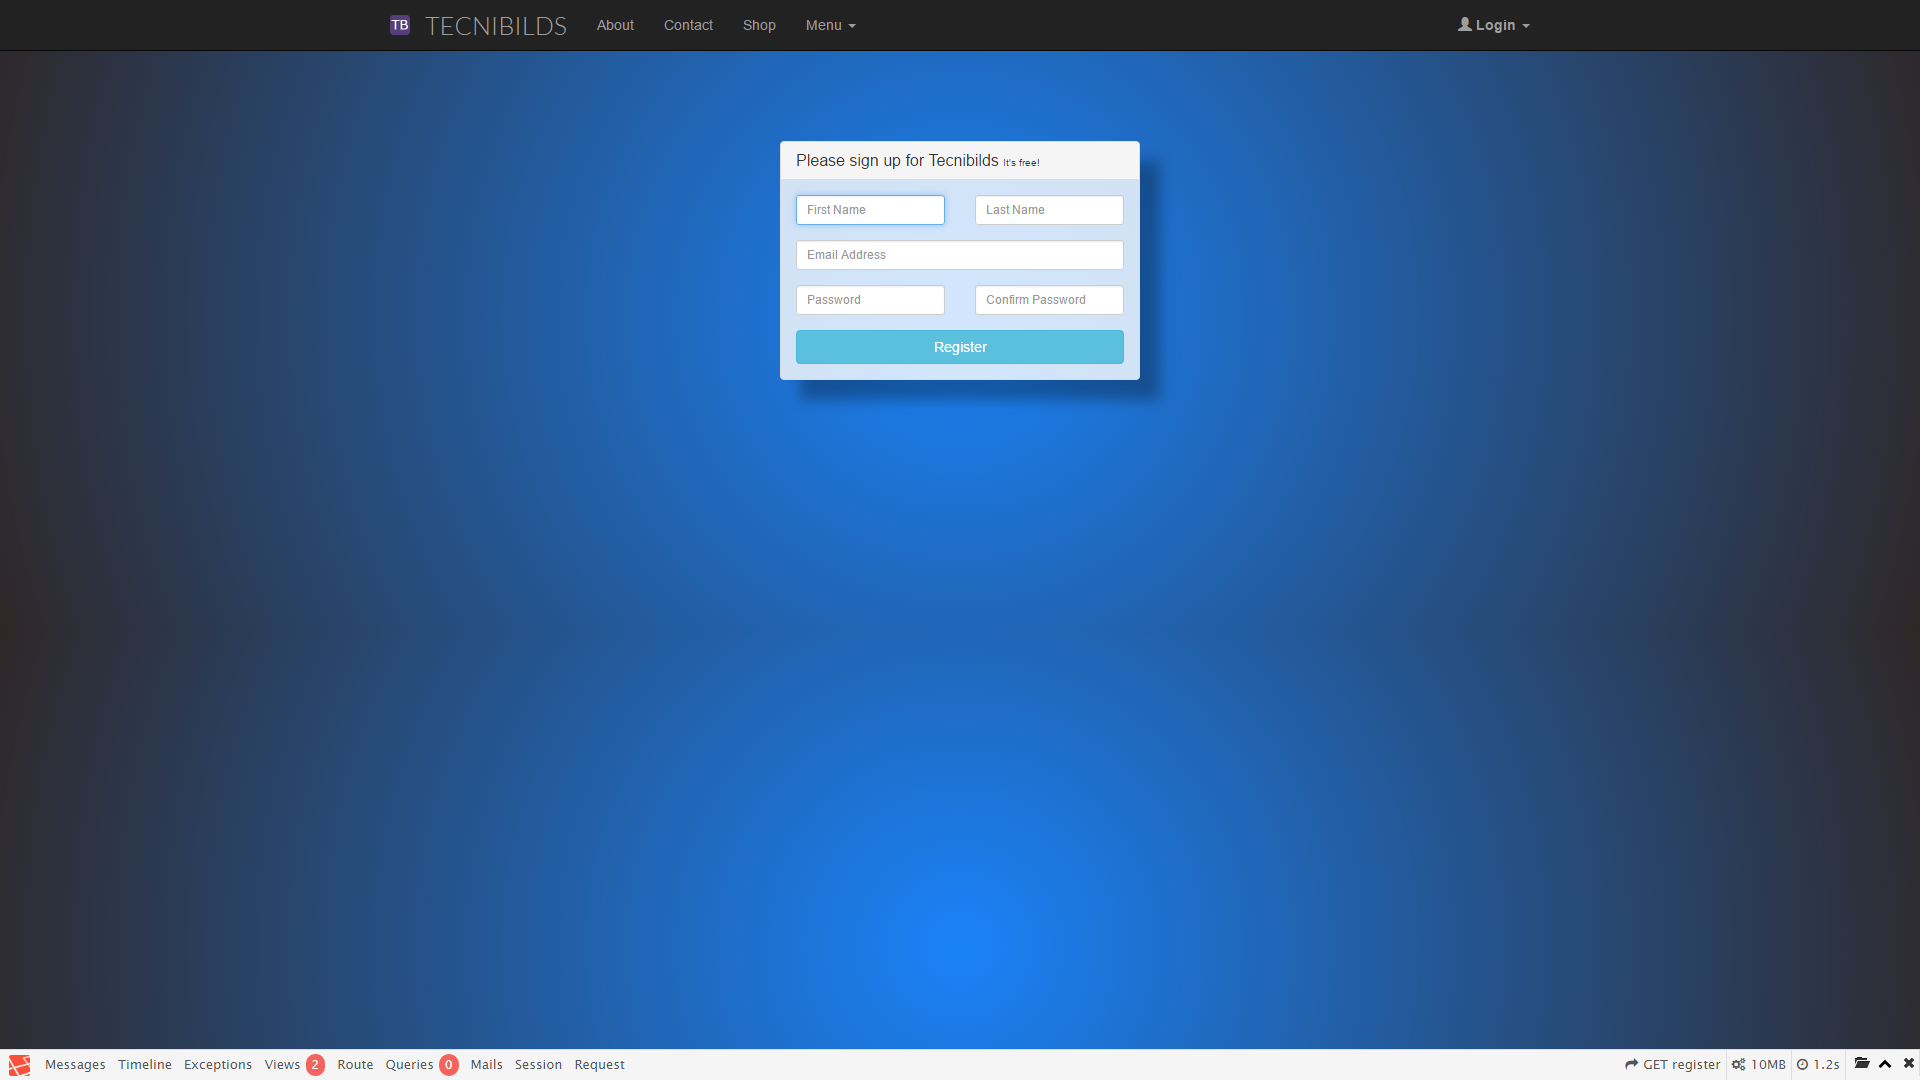 TB TECNIBILDS About Contact Shop Menu Login
Please sign up for Tecnibilds It's free!
First Name Last Name
Email Address
Password Confirm Password
Register
Messages Timeline Exceptions Views 2 Route Queries 0 Mails Session Request GET register 10MB 1.2s